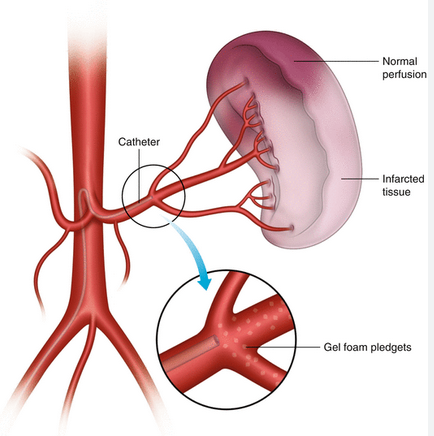 Normal
perfusion
Catheter
Infarcted
tissue
Gel foam pledgets